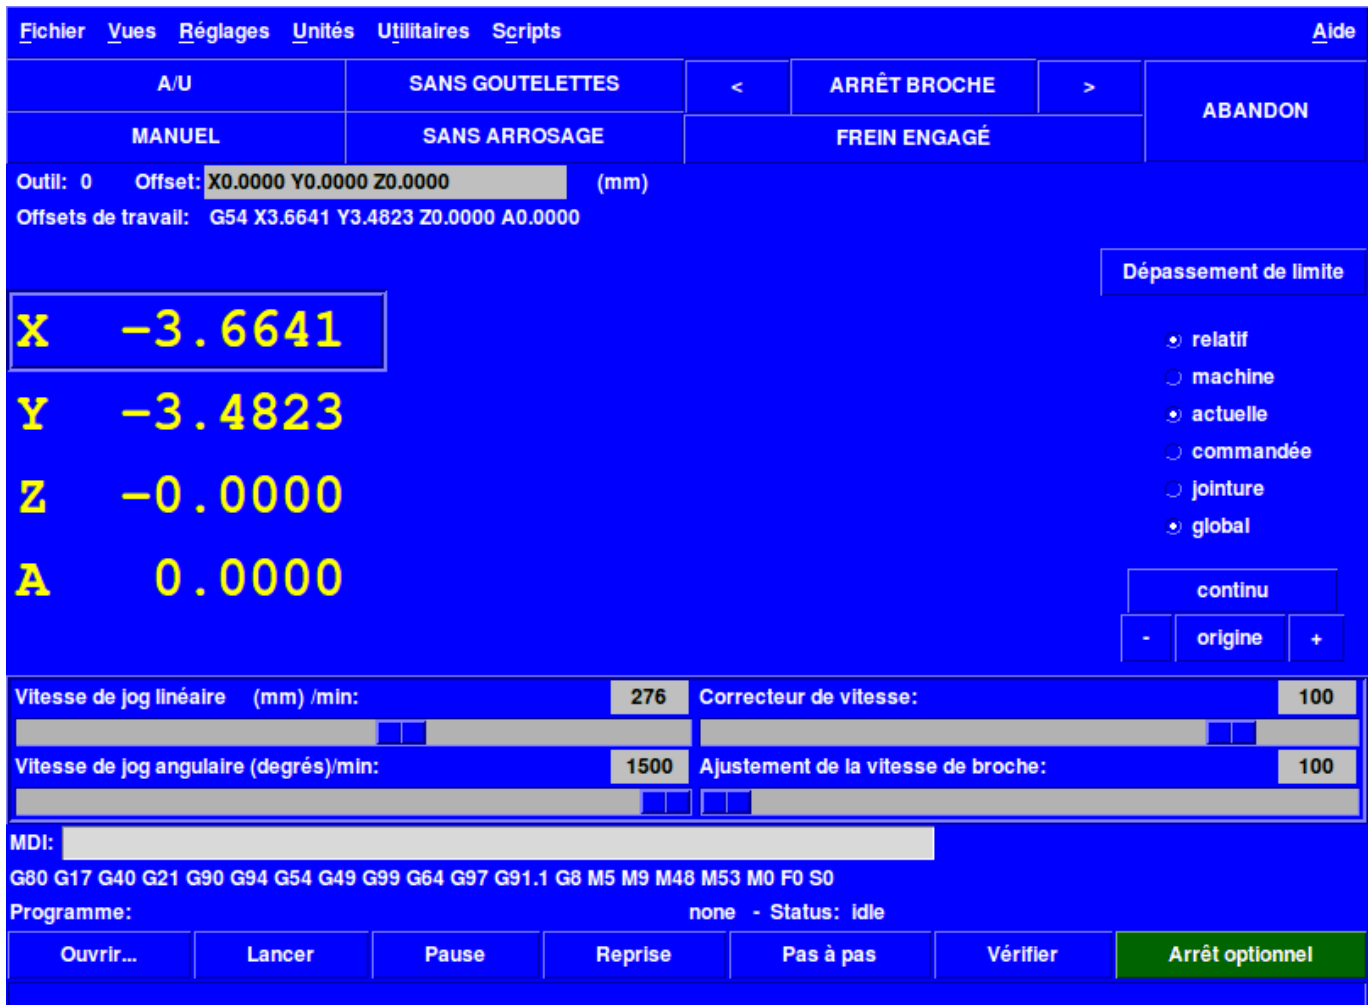 Fichier Vues Réglages Unités Utilitaires Scripts Aide
A/U SANS GOUTELETTES < ARRÊT BROCHE > ABANDON
MANUEL SANS ARROSAGE FREIN ENGAGÉ
Outil: 0 Offset: X0.0000 Y0.0000 Z0.0000 (mm)
Offsets de travail: G54 X3.6641 Y3.4823 Z0.0000 A0.0000
Dépassement de limite
X -3.6641
relatif
machine
Y -3.4823
actuelle
commandée
Z -0.0000
jointure
global
A 0.0000
continu
- origine +
Vitesse de jog linéaire (mm) /min: 276 Correcteur de vitesse: 100
Vitesse de jog angulaire (degrés)/min: 1500 Ajustement de la vitesse de broche: 100
MDI:
G80 G17 G40 G21 G90 G94 G54 G49 G99 G64 G97 G91.1 G8 M5 M9 M48 M53 M0 F0 S0
Programme: none - Status: idle
Ouvrir... Lancer Pause Reprise Pas à pas Vérifier Arrêt optionnel